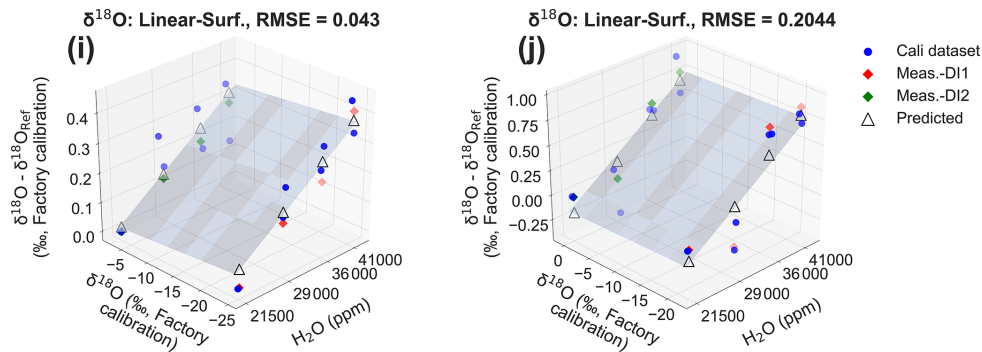 δ¹⁸O: Linear-Surf., RMSE = 0.043
(i)
δ¹⁸O - δ¹⁸O_Ref
(‰, Factory calibration)
0.4
0.3
0.2
0.1
0.0
−5
−10
−15
−20
−25
δ¹⁸O (‰, Factory
calibration)
21500
29000
36000
41000
H₂O (ppm)
δ¹⁸O: Linear-Surf., RMSE = 0.2044
(j)
δ¹⁸O - δ¹⁸O_Ref
(‰, Factory calibration)
1.00
0.75
0.50
0.25
0.00
−0.25
0
−5
−10
−15
−20
δ¹⁸O (‰, Factory
calibration)
21500
29000
36000
41000
H₂O (ppm)
Cali dataset
Meas.-DI1
Meas.-DI2
Predicted